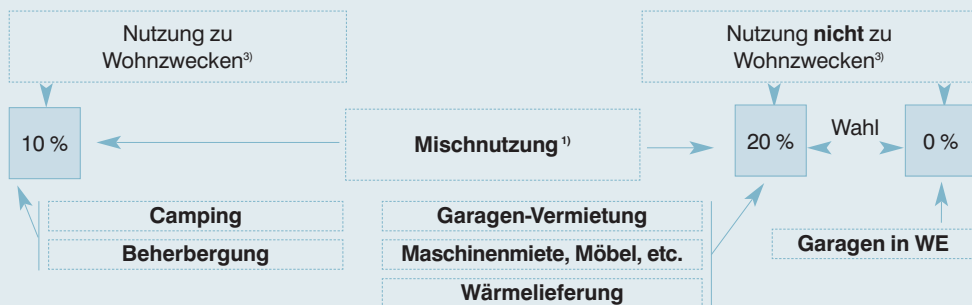 Nutzung zu
Wohnzwecken³⁾
Nutzung nicht zu
Wohnzwecken³⁾
10 %
Mischnutzung ¹⁾
20 %
Wahl
0 %
Camping
Beherbergung
Garagen-Vermietung
Maschinenmiete, Möbel, etc.
Wärmelieferung
Garagen in WE